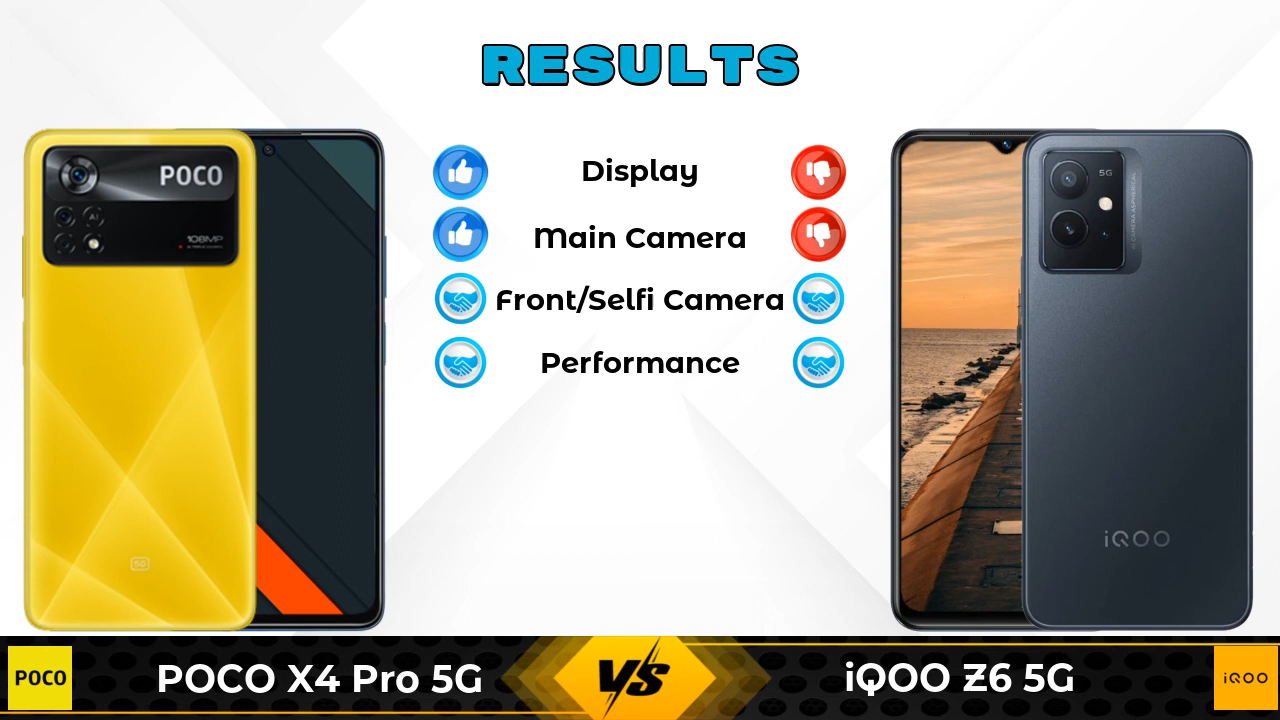 RESULTS
POCO
AI
108MP
5G
Display
Main Camera
Front/Selfi Camera
Performance
5G
iQOO
POCO
POCO X4 Pro 5G
VS
iQOO Z6 5G
iQOO